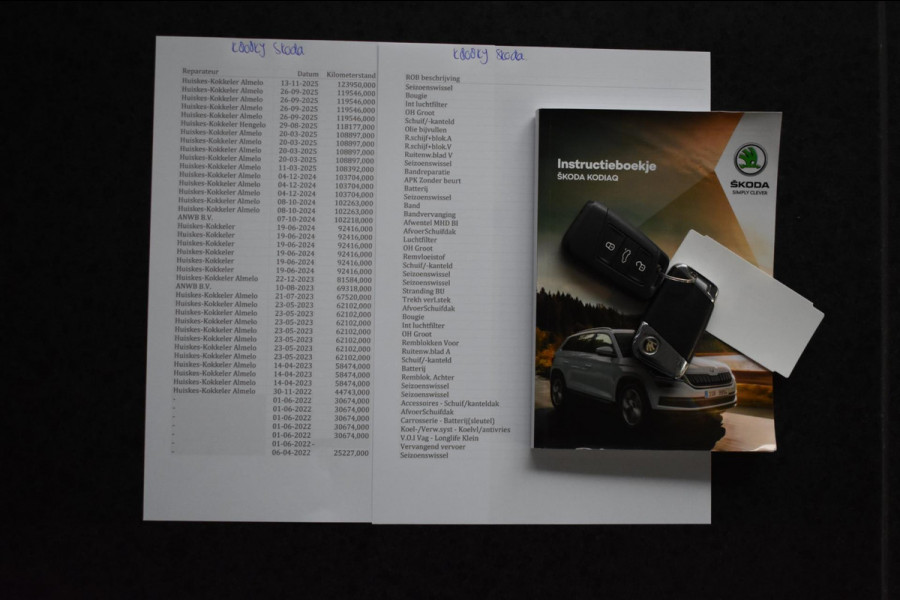 Reparateur Datum Kilometerstand
Huiskes-Kokkeler Almelo 13-11-2025 123950,000
Huiskes-Kokkeler Almelo 26-09-2025 119546,000
Huiskes-Kokkeler Almelo 26-09-2025 119546,000
Huiskes-Kokkeler Almelo 26-09-2025 119546,000
Huiskes-Kokkeler Almelo 26-09-2025 119546,000
Huiskes-Kokkeler Hengelo 29-08-2025 118177,000
Huiskes-Kokkeler Almelo 20-03-2025 108897,000
Huiskes-Kokkeler Almelo 20-03-2025 108897,000
Huiskes-Kokkeler Almelo 20-03-2025 108897,000
Huiskes-Kokkeler Almelo 20-03-2025 108897,000
Huiskes-Kokkeler Almelo 11-03-2025 108392,000
Huiskes-Kokkeler Almelo 04-12-2024 103704,000
Huiskes-Kokkeler Almelo 04-12-2024 103704,000
Huiskes-Kokkeler Almelo 04-12-2024 103704,000
Huiskes-Kokkeler Almelo 08-10-2024 102263,000
Huiskes-Kokkeler Almelo 08-10-2024 102263,000
ANWB B.V. 07-10-2024 102218,000
Huiskes-Kokkeler 19-06-2024 92416,000
Huiskes-Kokkeler 19-06-2024 92416,000
Huiskes-Kokkeler 19-06-2024 92416,000
Huiskes-Kokkeler 19-06-2024 92416,000
Huiskes-Kokkeler 19-06-2024 92416,000
Huiskes-Kokkeler 19-06-2024 92416,000
Huiskes-Kokkeler Almelo 22-12-2023 81584,000
ANWB B.V. 10-08-2023 69318,000
Huiskes-Kokkeler Almelo 21-07-2023 67520,000
Huiskes-Kokkeler Almelo 23-05-2023 62102,000
Huiskes-Kokkeler Almelo 23-05-2023 62102,000
Huiskes-Kokkeler Almelo 23-05-2023 62102,000
Huiskes-Kokkeler Almelo 23-05-2023 62102,000
Huiskes-Kokkeler Almelo 23-05-2023 62102,000
Huiskes-Kokkeler Almelo 23-05-2023 62102,000
Huiskes-Kokkeler Almelo 23-05-2023 62102,000
Huiskes-Kokkeler Almelo 14-04-2023 58474,000
Huiskes-Kokkeler Almelo 14-04-2023 58474,000
Huiskes-Kokkeler Almelo 14-04-2023 58474,000
Huiskes-Kokkeler Almelo 30-11-2022 44743,000
- 01-06-2022 30674,000
- 01-06-2022 30674,000
- 01-06-2022 30674,000
- 01-06-2022 30674,000
- 01-06-2022 30674,000
- 01-06-2022 -
- 06-04-2022 25227,000
Skoda
ROB beschrijving
Seizoenswissel
Bougie
Int luchtfilter
OH Groot
Schuif/-kanteld
Olie bijvullen
R.schijf+blok.A
R.schijf+blok.V
Ruitenw.blad V
Seizoenswissel
Bandreparatie
APK Zonder beurt
Batterij
Seizoenswissel
Band
Bandvervanging
Afwentel MHD BI
AfvoerSchuifdak
Luchtfilter
OH Groot
Remvloeistof
Schuif/-kanteld
Seizoenswissel
Seizoenswissel
Stranding BU
Trekh verl.stek
AfvoerSchuifdak
Bougie
Int luchtfilter
OH Groot
Remblokken Voor
Ruitenw.blad A
Schuif/-kanteld
Batterij
Remblok. Achter
Seizoenswissel
Seizoenswissel
Accessoires - Schuif/kanteldak
AfvoerSchuifdak
Carrosserie - Batterij(sleutel)
Koel-/Verw.syst - Koelvl/antivries
V.O.I Vag - Longlife Klein
Vervangend vervoer
Seizoenswissel
Skoda
Instructieboekje
ŠKODA KODIAQ
ŠKODA
SIMPLY CLEVER